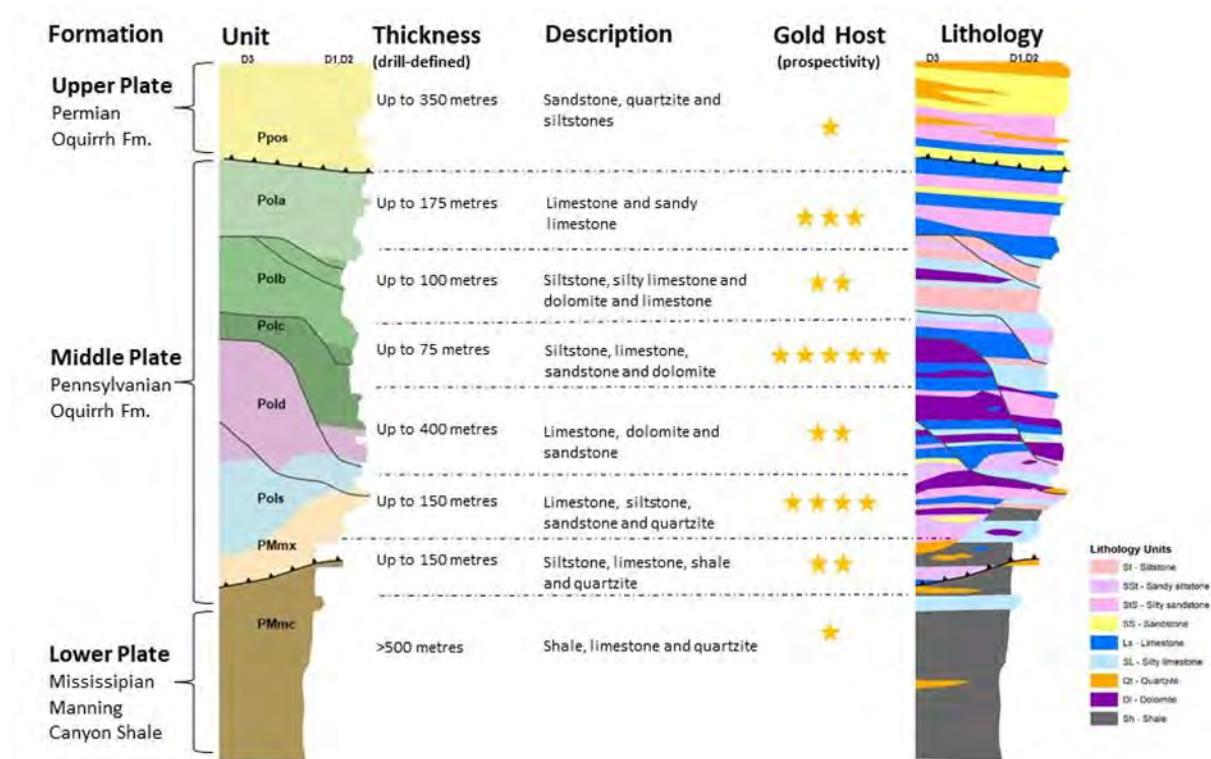 Formation Unit Thickness Description Gold Host Lithology
(drill-defined) (prospectivity)
D3 D1,D2 D3 D1,D2
Upper Plate
Permian
Oquirrh Fm.
Ppos
Up to 350 metres
Sandstone, quartzite and
siltstones
Middle Plate
Pennsylvanian
Oquirrh Fm.
Pola
Up to 175 metres
Limestone and sandy
limestone
Polb
Up to 100 metres
Siltstone, silty limestone and
dolomite and limestone
Polc
Up to 75 metres
Siltstone, limestone,
sandstone and dolomite
Pold
Up to 400 metres
Limestone, dolomite and
sandstone
Pols
Up to 150 metres
Limestone, siltstone,
sandstone and quartzite
PMmx
Up to 150 metres
Siltstone, limestone, shale
and quartzite
Lower Plate
Mississipian
Manning
Canyon Shale
PMmc
>500 metres
Shale, limestone and quartzite
Lithology Units
St - Siltstone
SSt - Sandy siltstone
StS - Silty sandstone
SS - Sandstone
Ls - Limestone
SL - Silty limestone
Qt - Quartzite
Dl - Dolomite
Sh - Shale